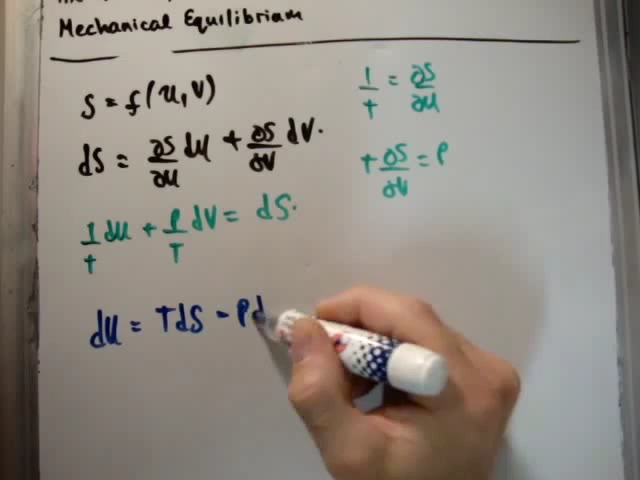 Mechanical Equilibrium
S = f(U,V)
dS = ∂S/∂U dU + ∂S/∂V dV.
1/T dU + P/T dV = dS.
dU = TdS - Pd
1/T = ∂S/∂U
T ∂S/∂V = P